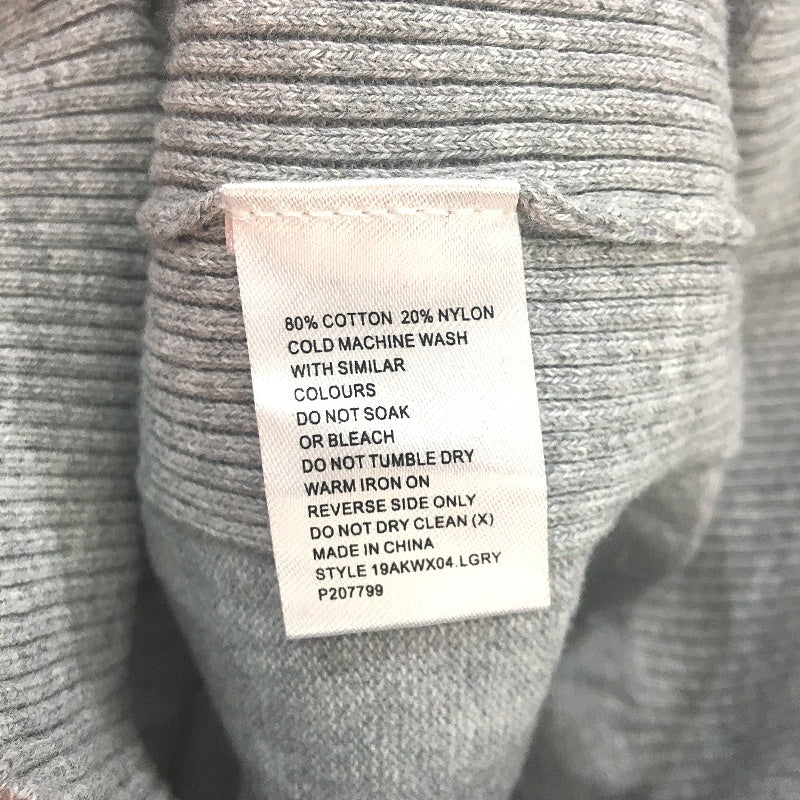 80% COTTON 20% NYLON
COLD MACHINE WASH
WITH SIMILAR
COLOURS
DO NOT SOAK
OR BLEACH
DO NOT TUMBLE DRY
WARM IRON ON
REVERSE SIDE ONLY
DO NOT DRY CLEAN (X)
MADE IN CHINA
STYLE 19AKWX04.LGRY
P207799